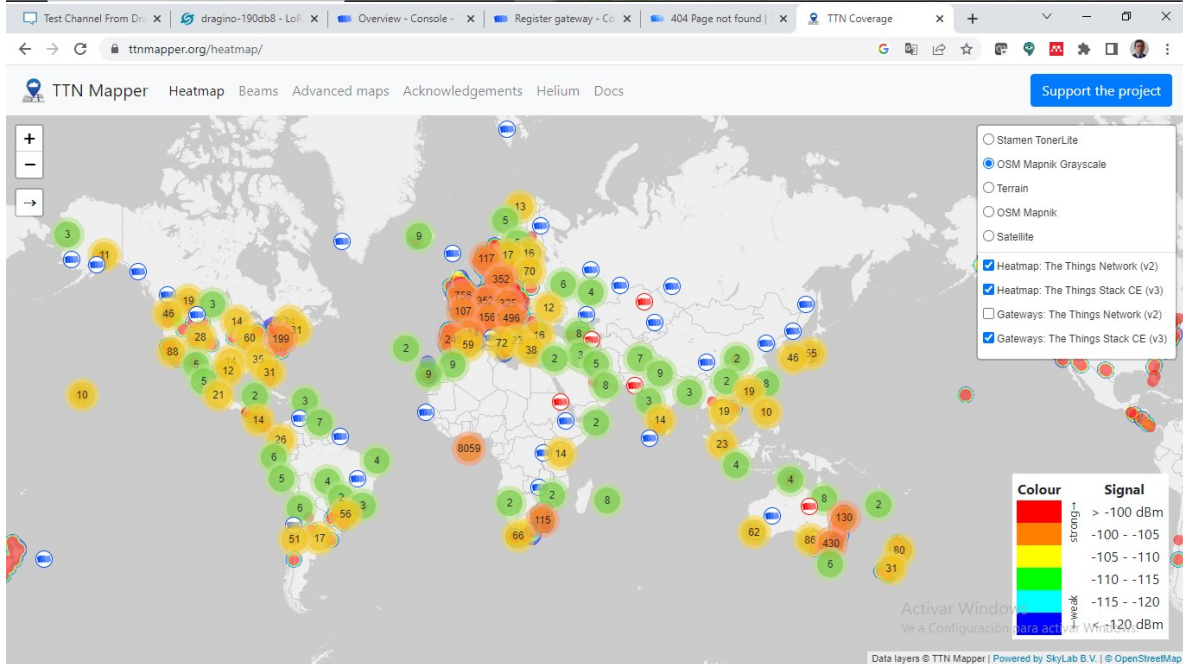 Test Channel From Dra
dragino-190db8 - LoR
Overview - Console -
Register gateway - Co
404 Page not found |
TTN Coverage
ttnmapper.org/heatmap/
TTN Mapper Heatmap Beams Advanced maps Acknowledgements Helium Docs
Support the project
+
−
Stamen TonerLite
OSM Mapnik Grayscale
Terrain
OSM Mapnik
Satellite
Heatmap: The Things Network (v2)
Heatmap: The Things Stack CE (v3)
Gateways: The Things Network (v2)
Gateways: The Things Stack CE (v3)
13
5
3
9
11
117 17 16
352
70
6
4
19
3
12
46
107 156 496
14
31
28
60
199
59
72
38
16
8
88
35
2
9
9
2
3
5
7
9
2
46
5
12
31
8
2
8
10
21
2
3
3
3
19
14
7
2
14
19
10
26
8059
14
23
6
4
4
5
4
4
2
2
8
8
2
6
56
3
115
130
51
17
66
62
86
430
80
6
31
Colour Signal
strong→
> -100 dBm
-100 - -105
-105 - -110
-110 - -115
←weak
-115 - -120
< -120 dBm
Activar Windows
Ve a Configuración para activar Windows.
Data layers © TTN Mapper | Powered by SkyLab B.V. | © OpenStreetMap